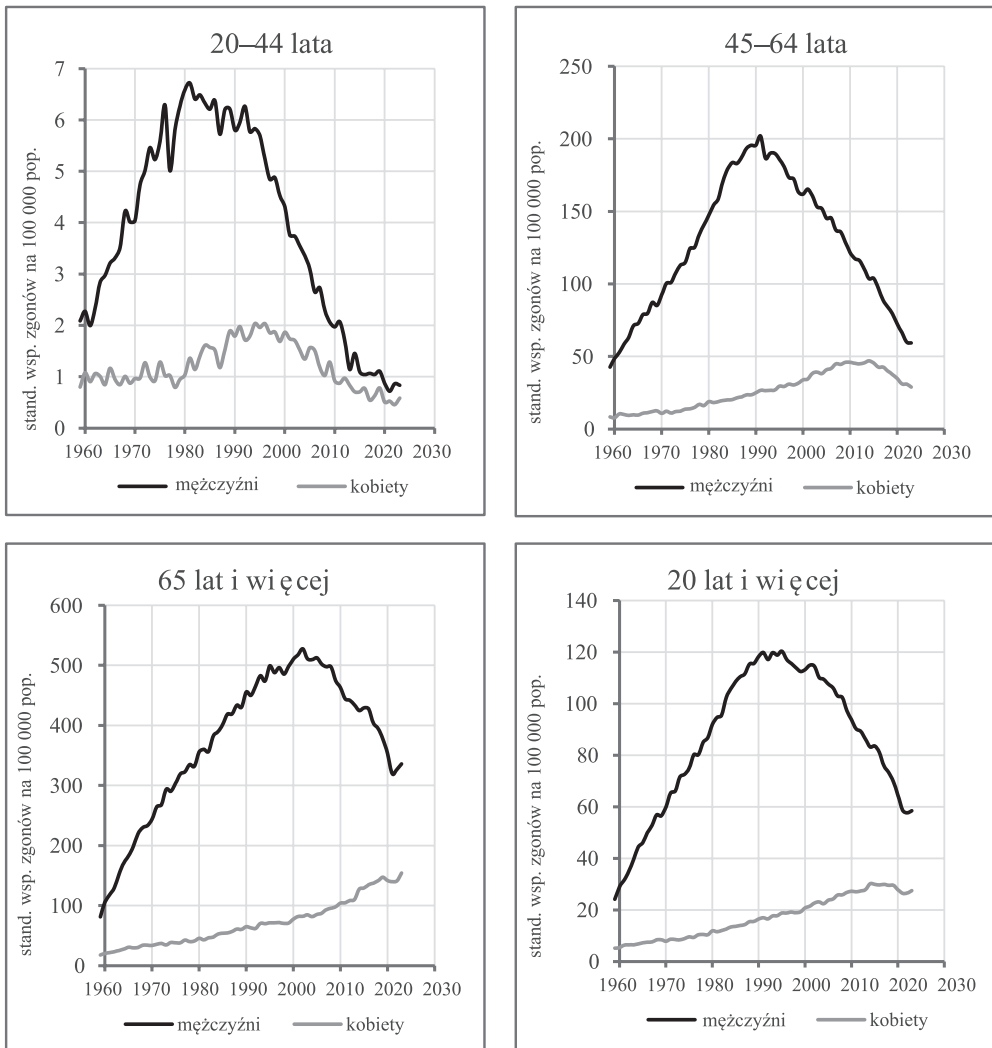 20–44 lata
stand. wsp. zgonów na 100 000 pop.
7
6
5
4
3
2
1
0
1960 1970 1980 1990 2000 2010 2020 2030
mężczyźni kobiety
45–64 lata
stand. wsp. zgonów na 100 000 pop.
250
200
150
100
50
0
1960 1970 1980 1990 2000 2010 2020 2030
mężczyźni kobiety
65 lat i więcej
stand. wsp. zgonów na 100 000 pop.
600
500
400
300
200
100
0
1960 1970 1980 1990 2000 2010 2020 2030
mężczyźni kobiety
20 lat i więcej
stand. wsp. zgonów na 100 000 pop.
140
120
100
80
60
40
20
0
1960 1970 1980 1990 2000 2010 2020 2030
mężczyźni kobiety